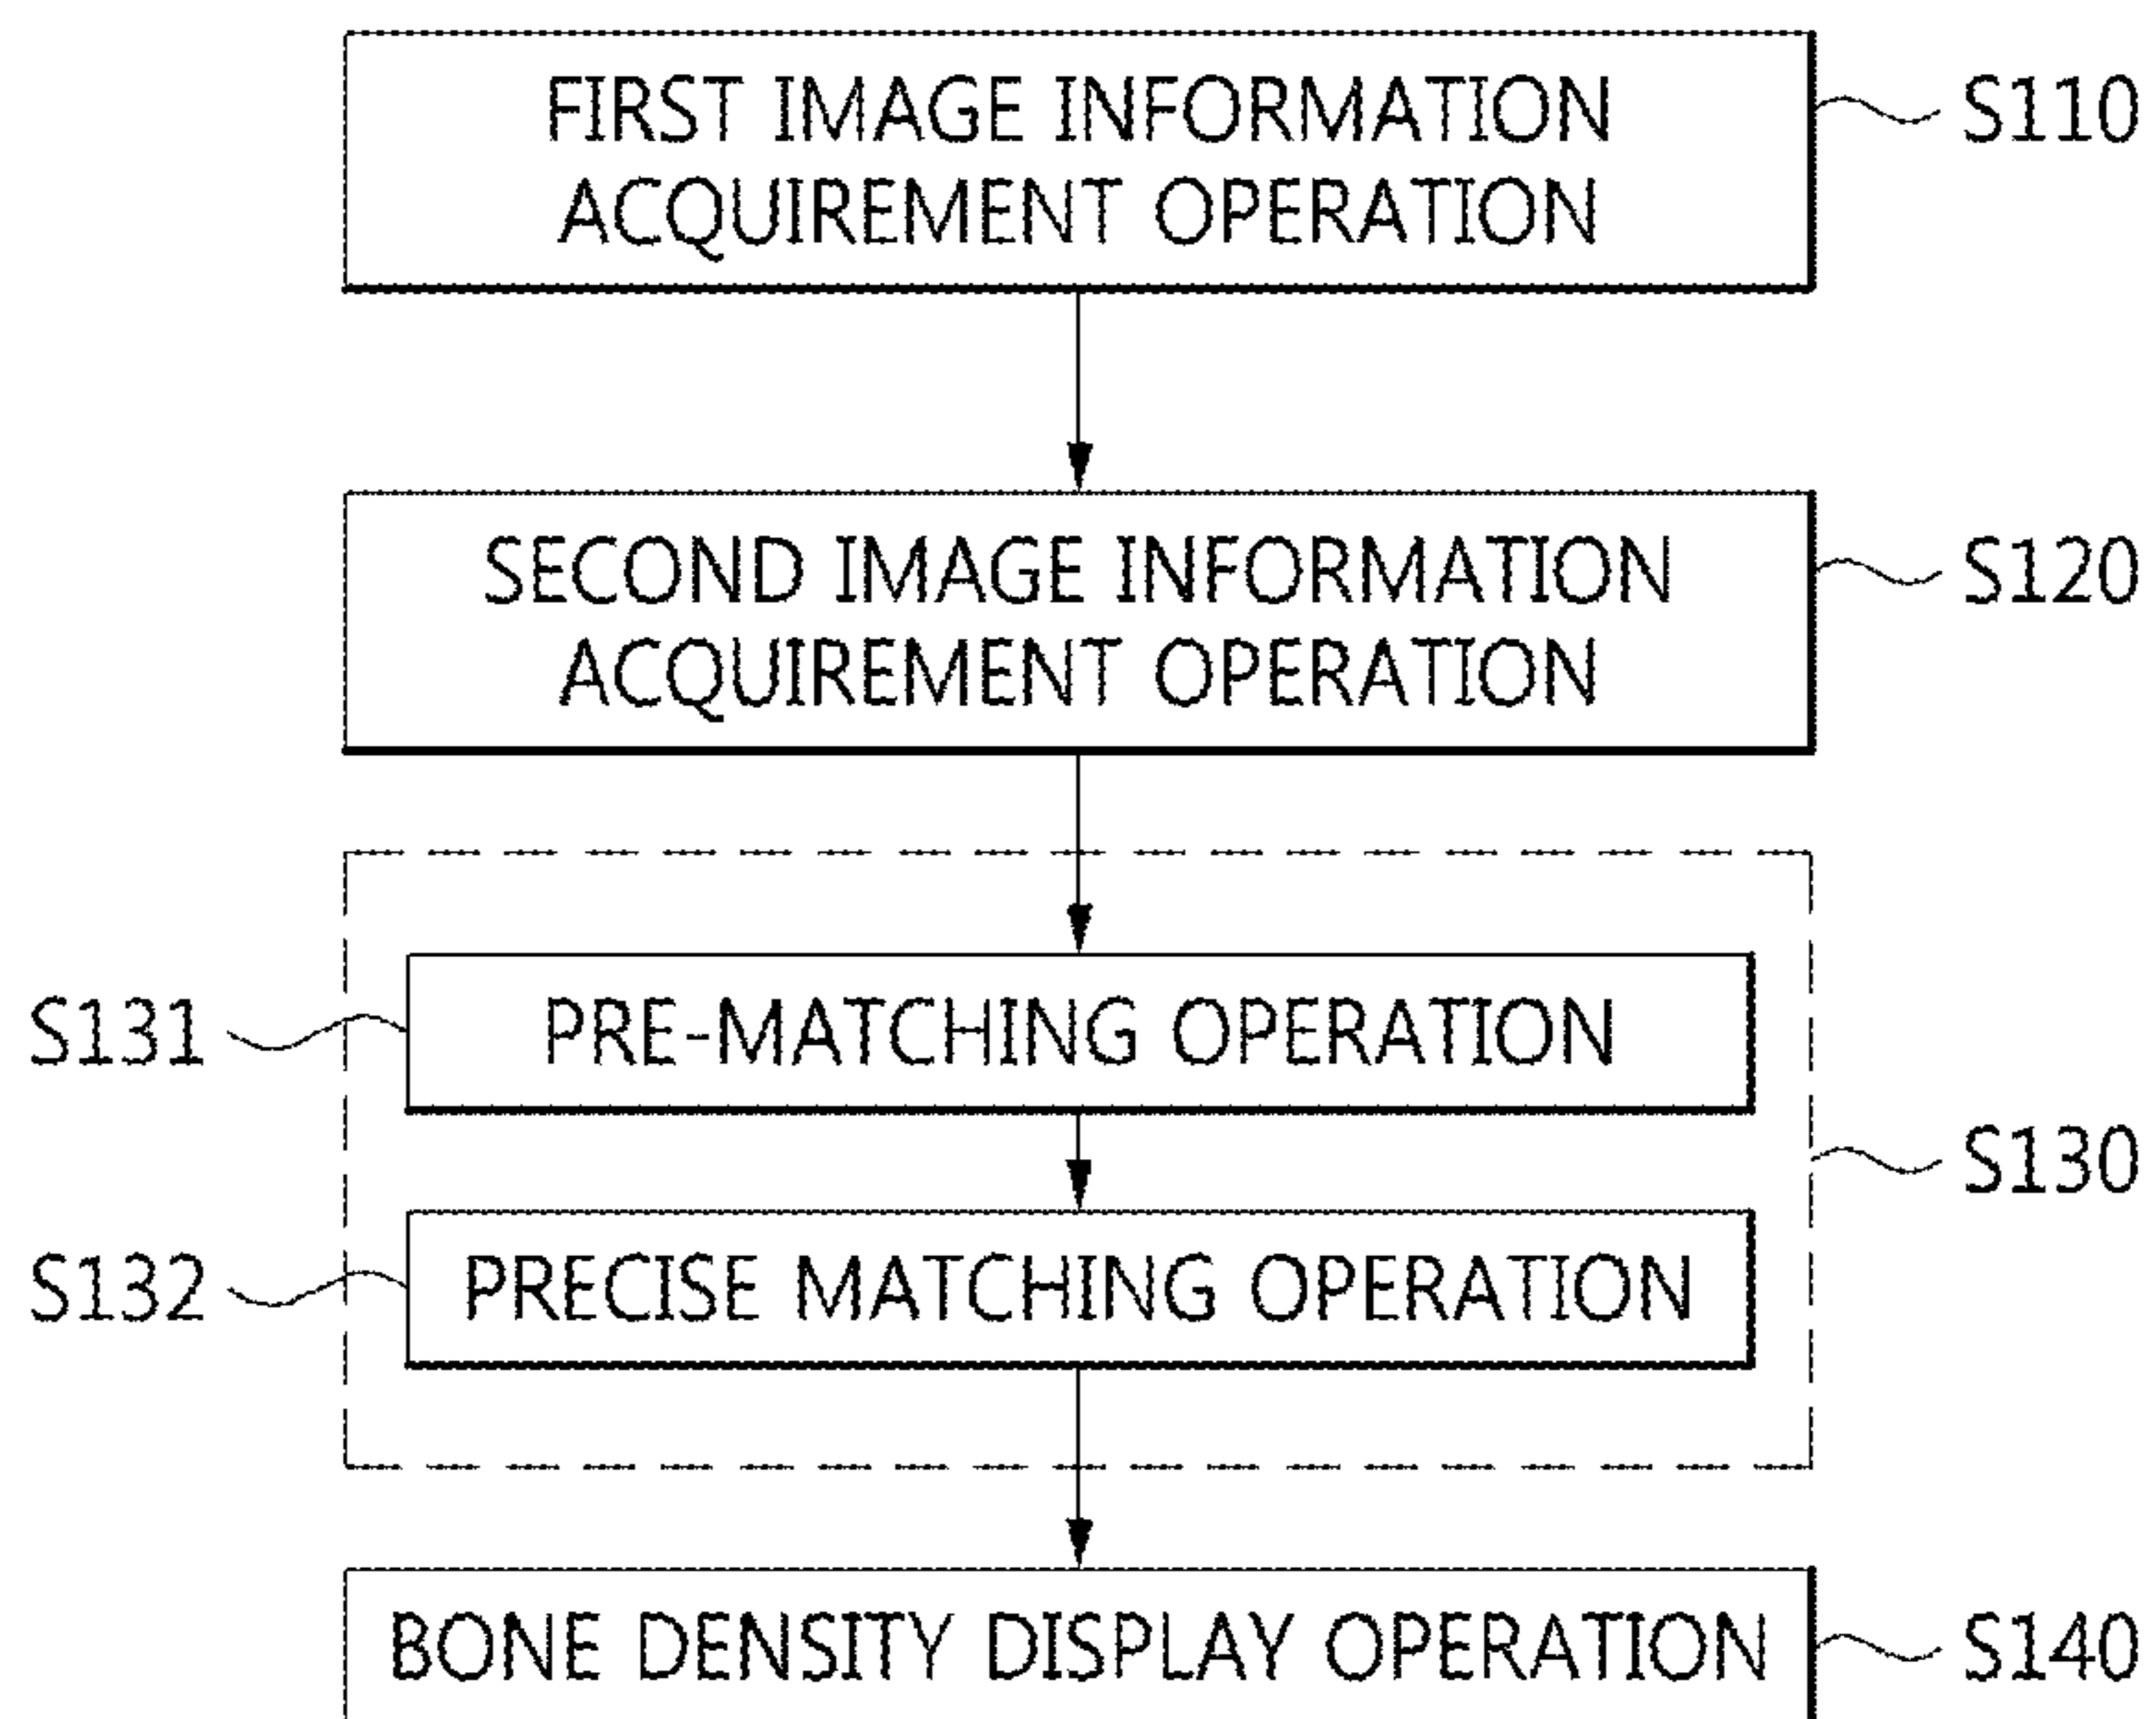 FIRST IMAGE INFORMATION
ACQUIREMENT OPERATION
S110
SECOND IMAGE INFORMATION
ACQUIREMENT OPERATION
S120
S131
PRE-MATCHING OPERATION
S130
S132
PRECISE MATCHING OPERATION
BONE DENSITY DISPLAY OPERATION
S140